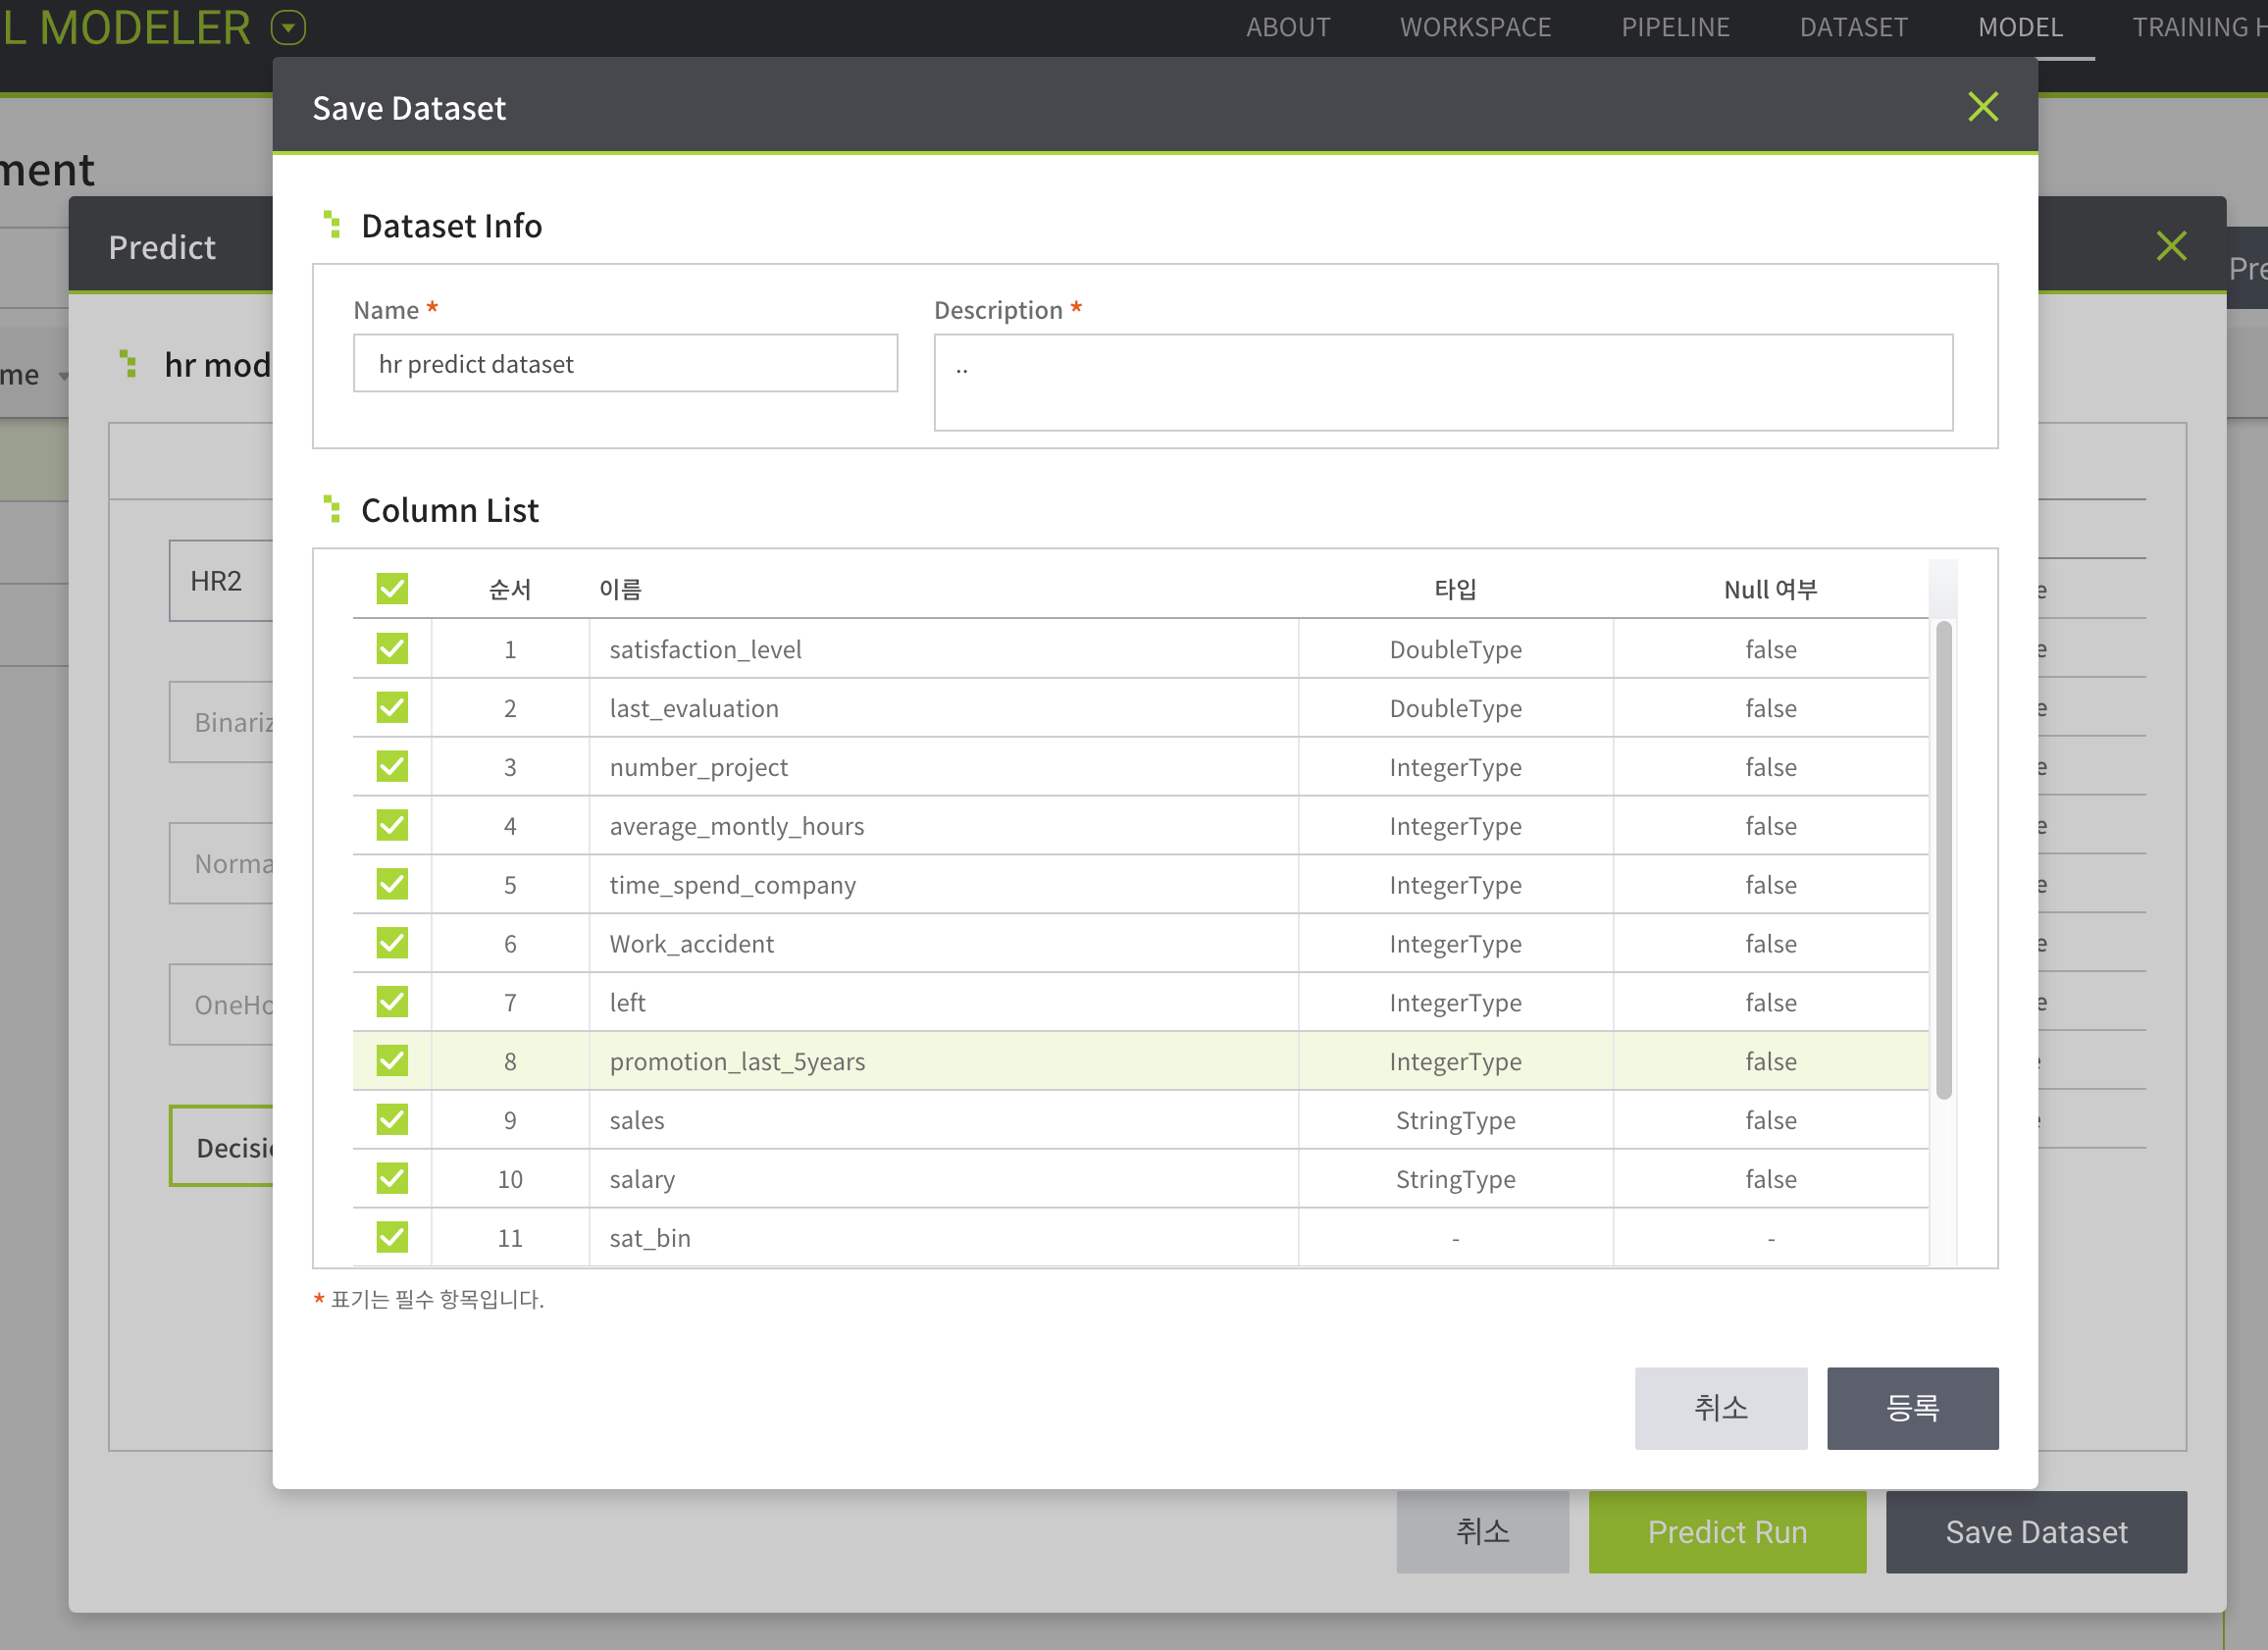 L MODELER
ABOUT WORKSPACE PIPELINE DATASET MODEL TRAINING H
Save Dataset
ment
Predict
Dataset Info
Pre
Name * Description *
hr mod
me
hr predict dataset
..
Column List
HR2
순서 이름 타입 Null 여부
1 satisfaction_level DoubleType false
2 last_evaluation DoubleType false
Binariz
3 number_project IntegerType false
4 average_montly_hours IntegerType false
Norma
5 time_spend_company IntegerType false
6 Work_accident IntegerType false
OneHo
7 left IntegerType false
8 promotion_last_5years IntegerType false
9 sales StringType false
Decisi
10 salary StringType false
11 sat_bin - -
* 표기는 필수 항목입니다.
취소 등록
취소 Predict Run Save Dataset